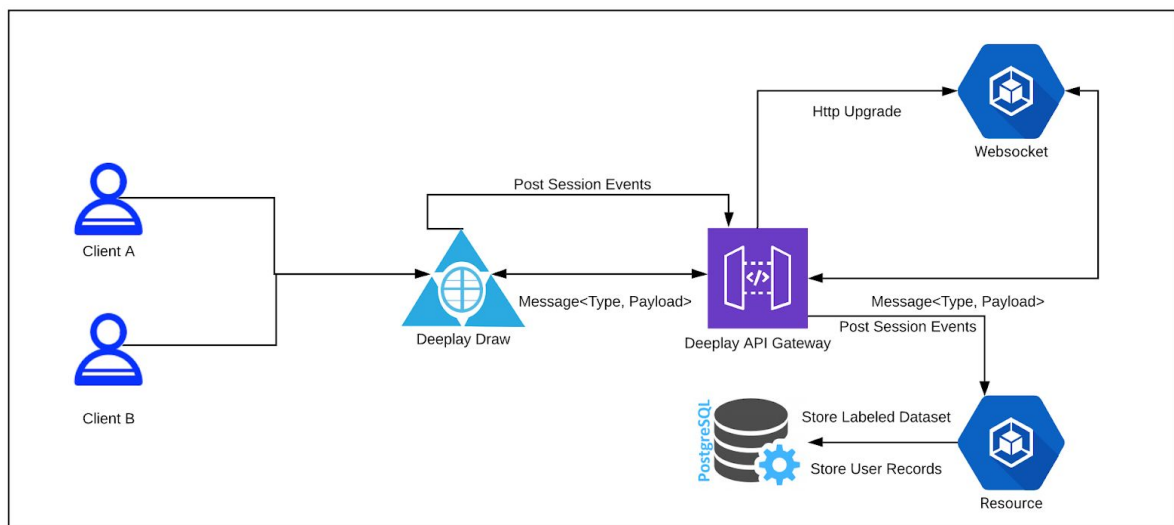 Http Upgrade
Websocket
Post Session Events
Client A
Message<Type, Payload>
Message<Type, Payload>
Post Session Events
Deeplay Draw
Deeplay API Gateway
Client B
PostgreSQL
Store Labeled Dataset
Store User Records
Resource